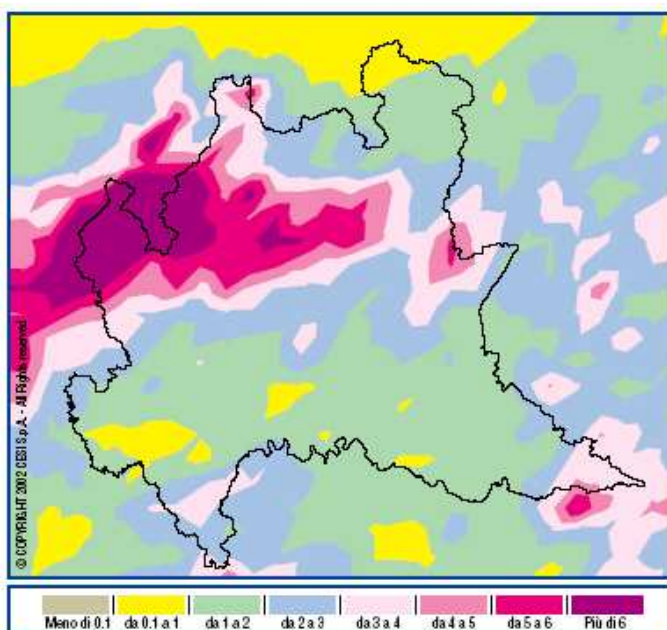 © COPYRIGHT 2002 CESI S.p.A. - All Rights reserved
Meno di 0.1
da 0.1 a 1
da 1 a 2
da 2 a 3
da 3 a 4
da 4 a 5
da 5 a 6
Più di 6